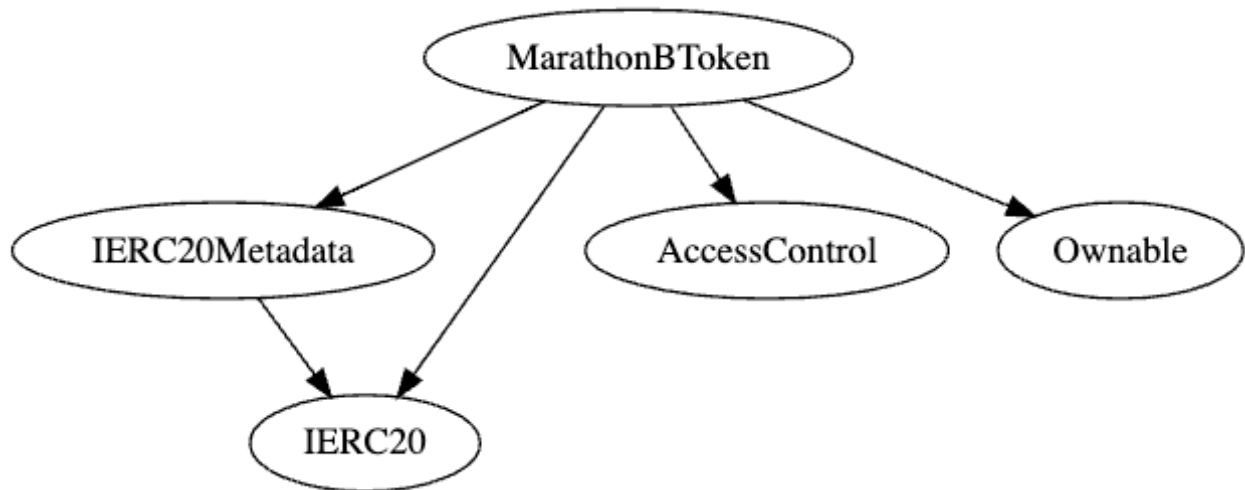 MarathonBToken
IERC20Metadata
AccessControl
Ownable
IERC20